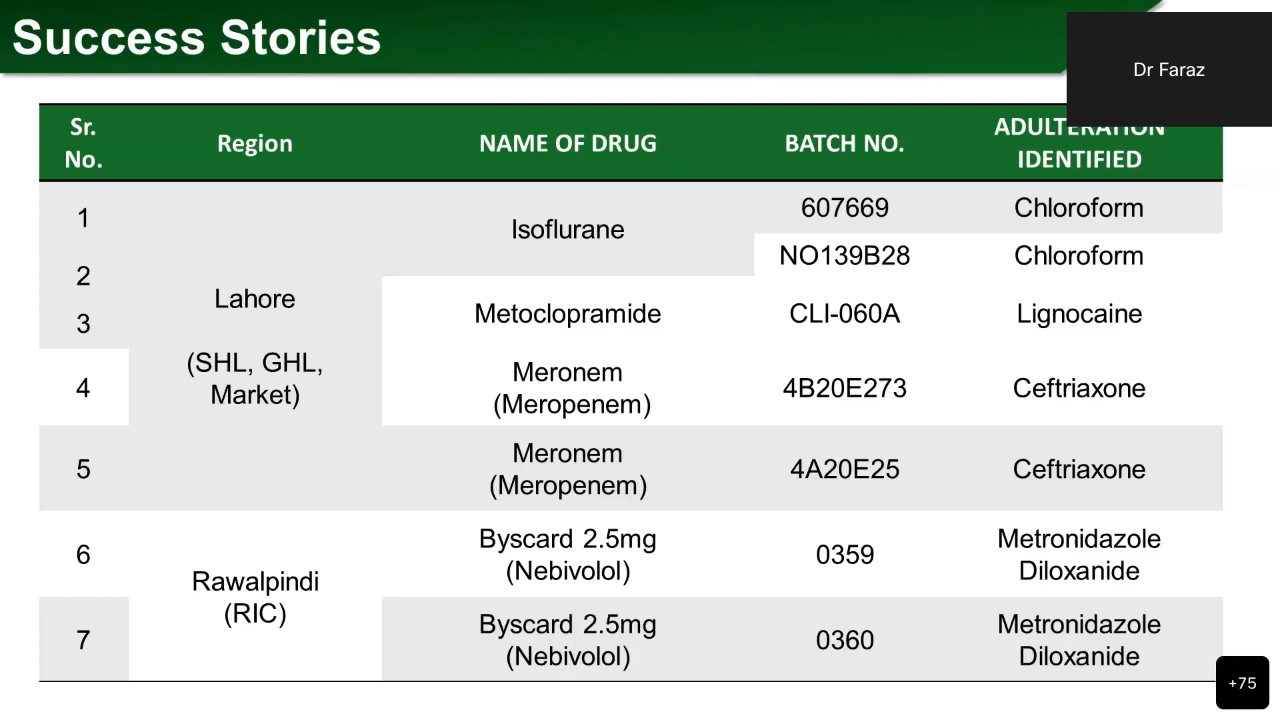 Success Stories
Dr Faraz
Sr.
No.
Region
NAME OF DRUG
BATCH NO.
ADULTERATION
IDENTIFIED
1
Isoflurane
607669
Chloroform
2
NO139B28
Chloroform
Lahore
(SHL, GHL,
Market)
3
Metoclopramide
CLI-060A
Lignocaine
4
Meronem
(Meropenem)
4B20E273
Ceftriaxone
5
Meronem
(Meropenem)
4A20E25
Ceftriaxone
Rawalpindi
(RIC)
6
Byscard 2.5mg
(Nebivolol)
0359
Metronidazole
Diloxanide
7
Byscard 2.5mg
(Nebivolol)
0360
Metronidazole
Diloxanide
+75